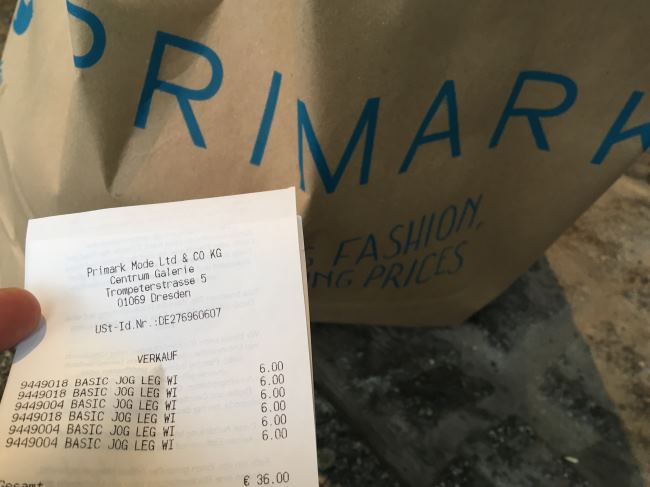 PRIMARK
FASHION,
PRICES
Primark Mode Ltd & CO KG
Centrum Galerie
Trompeterstrasse 5
01069 Dresden
USt-Id.Nr.:DE276960607
VERKAUF
9449018 BASIC JOG LEG WI 6.00
9449018 BASIC JOG LEG WI 6.00
9449004 BASIC JOG LEG WI 6.00
9449018 BASIC JOG LEG WI 6.00
9449004 BASIC JOG LEG WI 6.00
9449004 BASIC JOG LEG WI 6.00
Gesamt € 36.00